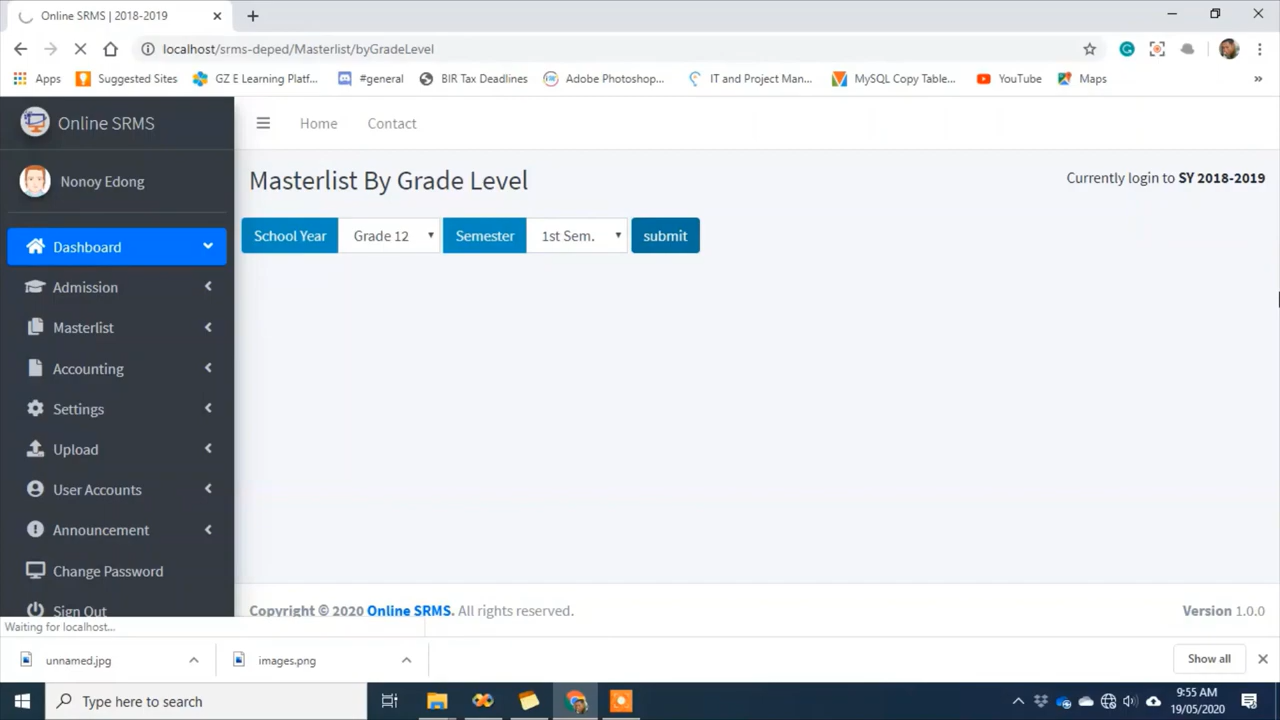 Online SRMS | 2018-2019
localhost/srms-deped/Masterlist/byGradeLevel
Apps Suggested Sites GZ E Learning Platf... #general BIR Tax Deadlines Adobe Photoshop... IT and Project Man... MySQL Copy Table... YouTube Maps »
Online SRMS
Home Contact
Nonoy Edong
Masterlist By Grade Level
Currently login to SY 2018-2019
School Year Grade 12 Semester 1st Sem. submit
Dashboard
Admission
Masterlist
Accounting
Settings
Upload
User Accounts
Announcement
Change Password
Sign Out
Copyright © 2020 Online SRMS. All rights reserved.
Version 1.0.0
Waiting for localhost...
unnamed.jpg images.png Show all
Type here to search
9:55 AM
19/05/2020